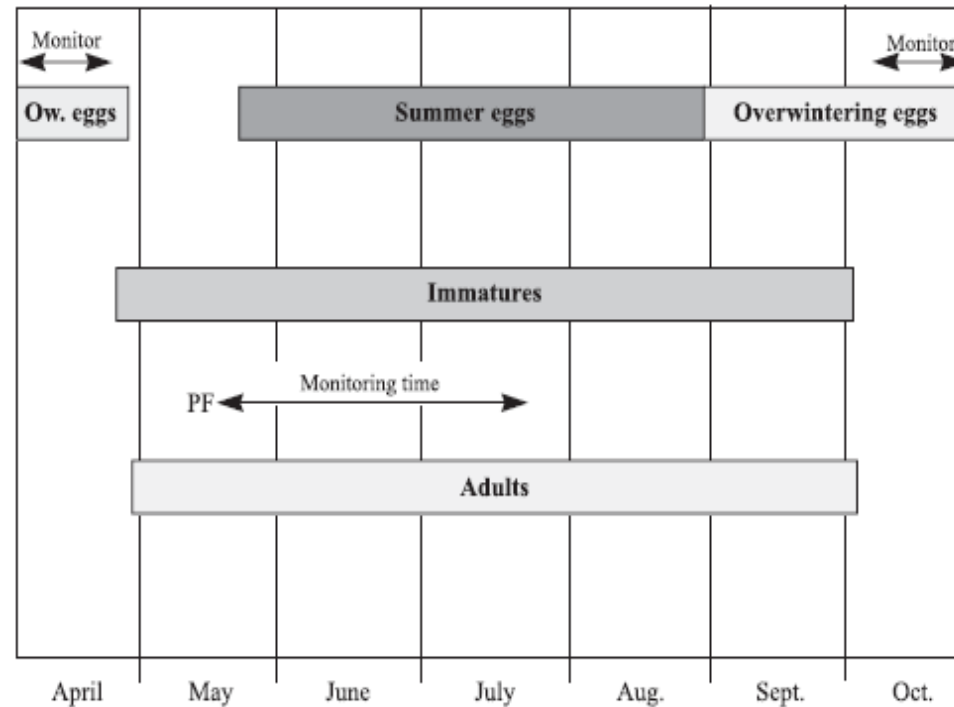 Monitor
Monitor
Ow. eggs
Summer eggs
Overwintering eggs
Immatures
Monitoring time
PF
Adults
April
May
June
July
Aug.
Sept.
Oct.